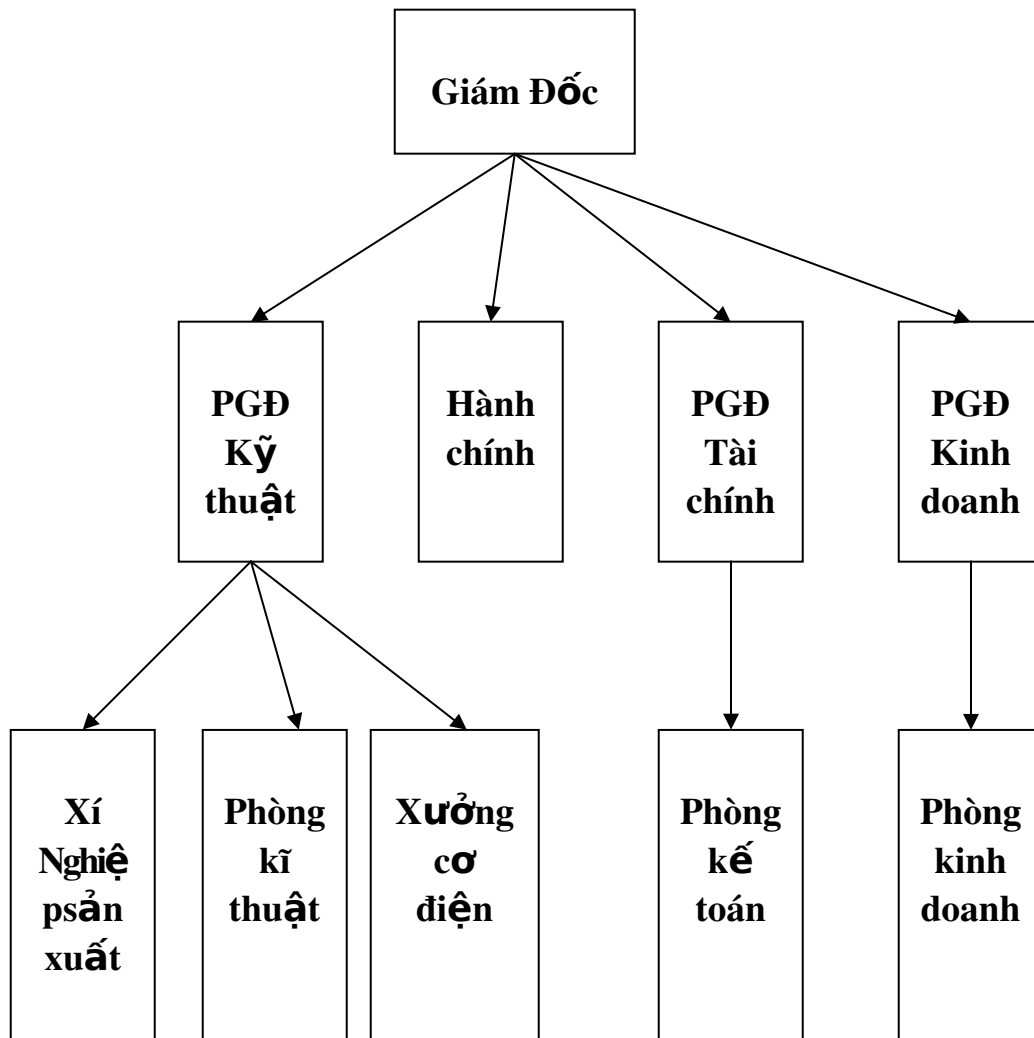 Giám Đốc
PGĐ
Kỹ
thuật
Hành
chính
PGĐ
Tài
chính
PGĐ
Kinh
doanh
Xí
Nghiệ
psản
xuất
Phòng
kĩ
thuật
Xưởng
cơ
điện
Phòng
kế
toán
Phòng
kinh
doanh